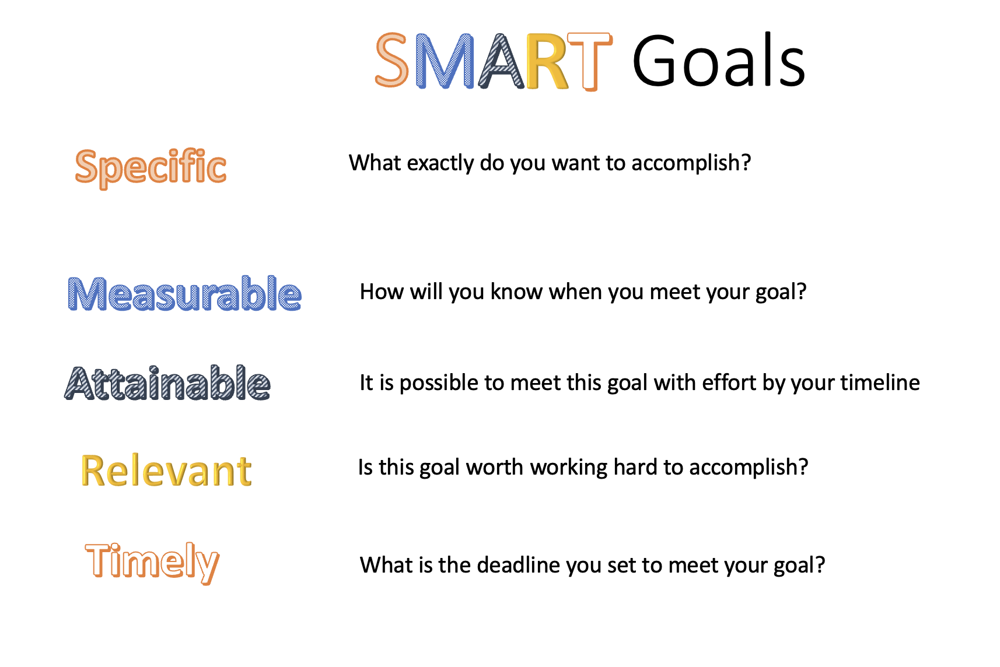 SMART Goals
Specific
What exactly do you want to accomplish?
Measurable
How will you know when you meet your goal?
Attainable
It is possible to meet this goal with effort by your timeline
Relevant
Is this goal worth working hard to accomplish?
Timely
What is the deadline you set to meet your goal?